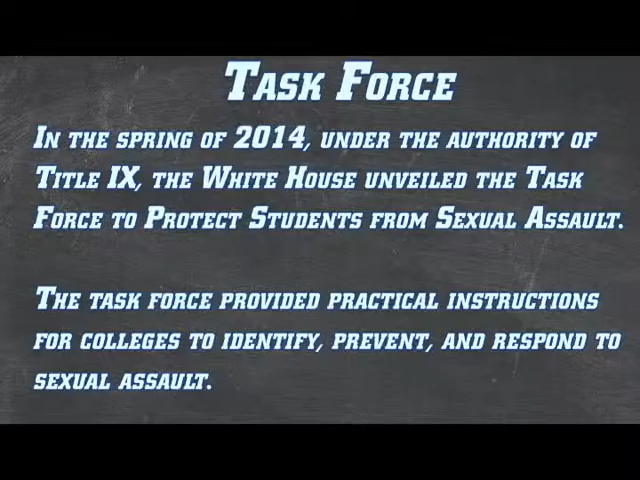 Task Force
In the spring of 2014, under the authority of
Title IX, the White House unveiled the Task
Force to Protect Students from Sexual Assault.
The task force provided practical instructions
for colleges to identify, prevent, and respond to
sexual assault.